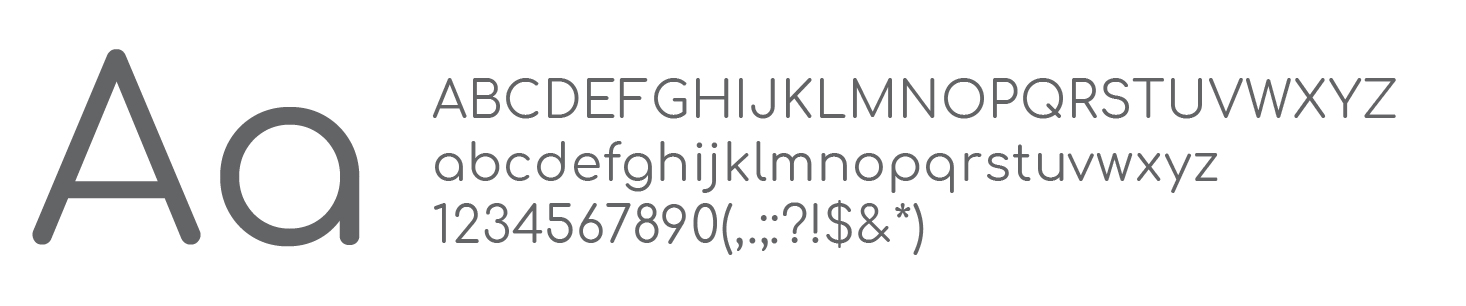 Aa
ABCDEFGHIJKLMNOPQRSTUVWXYZ
abcdefghijklmnopqrstuvwxyz
1234567890(,.;:?!$&*)